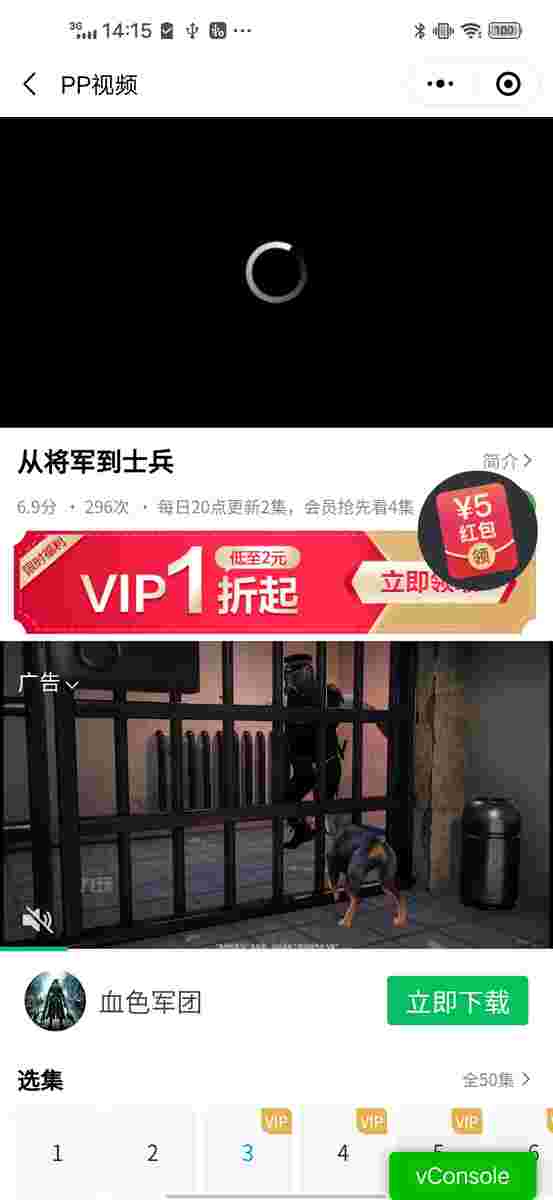 3G 14:15 100
PP视频
从将军到士兵
简介
6.9分 · 296次 · 每日20点更新2集，会员抢先看4集
¥5
红包
领
限时福利
VIP1折起
低至2元
立即领
广告
血色军团
立即下载
选集
全50集
1
2
3
VIP
4
VIP
5
VIP
6
vConsole